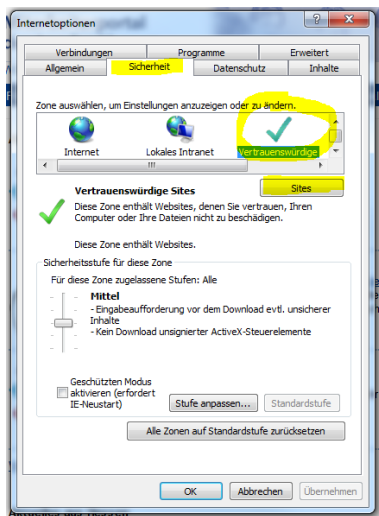 Internetoptionen
Verbindungen Programme Erweitert
Allgemein Sicherheit Datenschutz Inhalte
Zone auswählen, um Einstellungen anzuzeigen oder zu ändern.
Internet Lokales Intranet Vertrauenswürdige
Vertrauenswürdige Sites
Sites
Diese Zone enthält Websites, denen Sie vertrauen, Ihren
Computer oder Ihre Dateien nicht zu beschädigen.
Diese Zone enthält Websites.
Sicherheitsstufe für diese Zone
Für diese Zone zugelassene Stufen: Alle
Mittel
- Eingabeaufforderung vor dem Download evtl. unsicherer
Inhalte
- Kein Download unsignierter ActiveX-Steuerelemente
Geschützten Modus
aktivieren (erfordert
IE-Neustart)
Stufe anpassen... Standardstufe
Alle Zonen auf Standardstufe zurücksetzen
OK Abbrechen Übernehmen